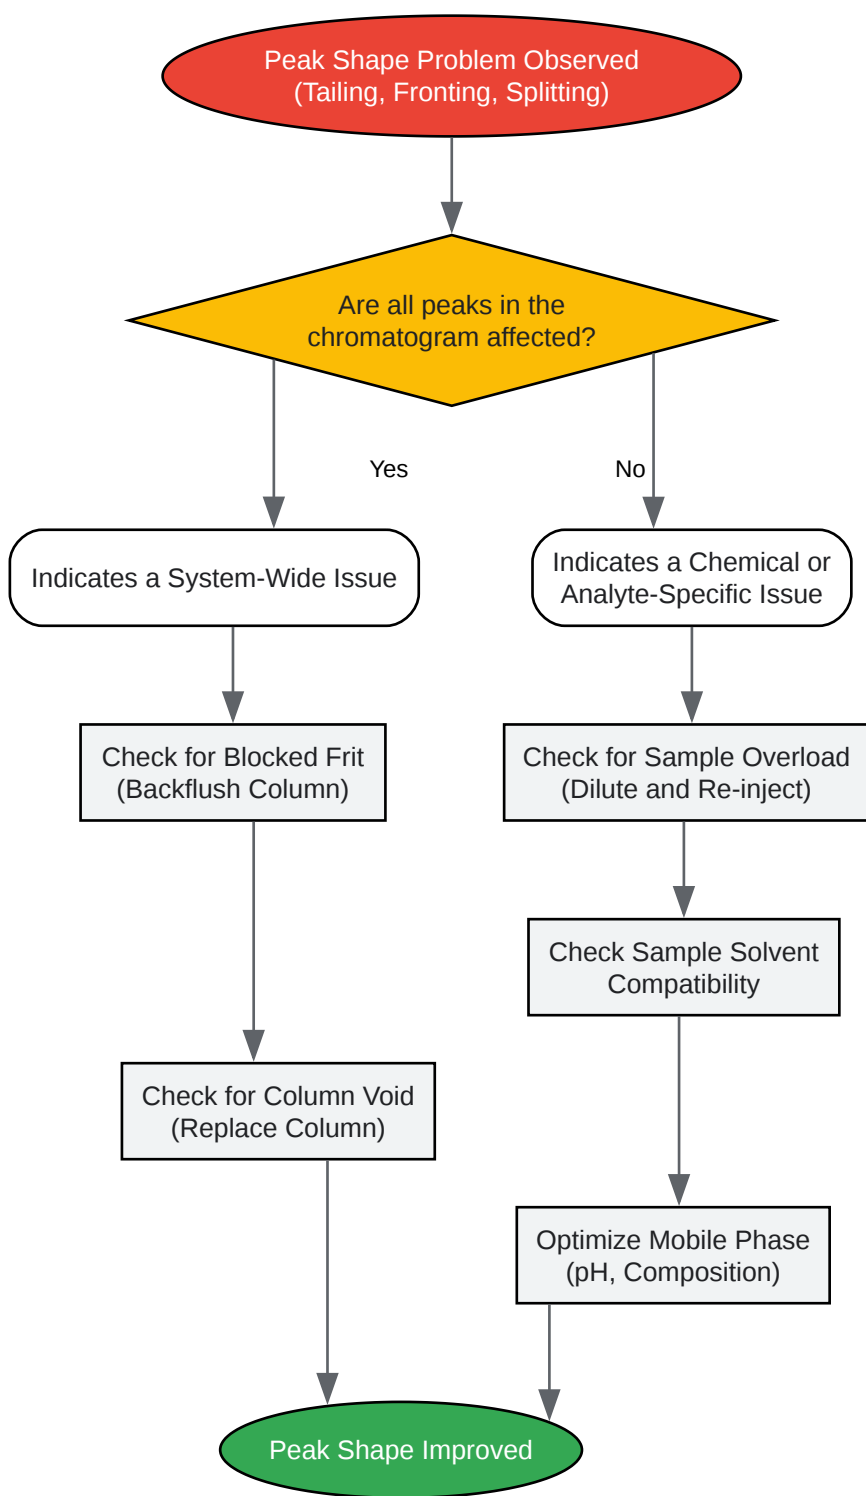 Peak Shape Problem Observed
(Tailing, Fronting, Splitting)
Are all peaks in the
chromatogram affected?
Yes
No
Indicates a System-Wide Issue
Indicates a Chemical or
Analyte-Specific Issue
Check for Blocked Frit
(Backflush Column)
Check for Sample Overload
(Dilute and Re-inject)
Check Sample Solvent
Compatibility
Check for Column Void
(Replace Column)
Optimize Mobile Phase
(pH, Composition)
Peak Shape Improved